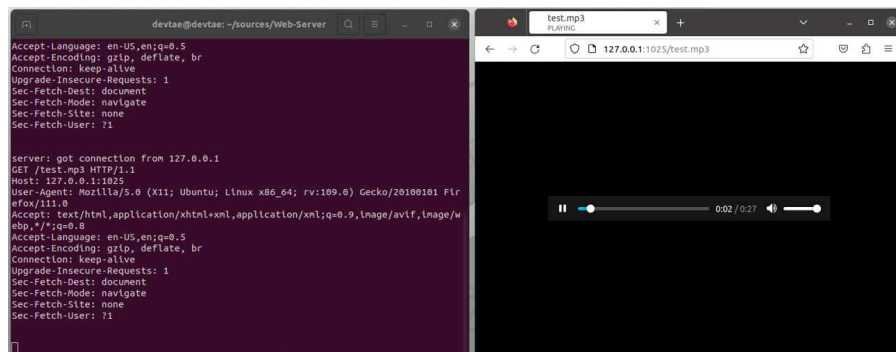 devtae@devtae: ~/sources/Web-Server
Accept-Language: en-US,en;q=0.5
Accept-Encoding: gzip, deflate, br
Connection: keep-alive
Upgrade-Insecure-Requests: 1
Sec-Fetch-Dest: document
Sec-Fetch-Mode: navigate
Sec-Fetch-Site: none
Sec-Fetch-User: ?1
server: got connection from 127.0.0.1
GET /test.mp3 HTTP/1.1
Host: 127.0.0.1:1025
User-Agent: Mozilla/5.0 (X11; Ubuntu; Linux x86_64; rv:109.0) Gecko/20100101 Fir
efox/111.0
Accept: text/html,application/xhtml+xml,application/xml;q=0.9,image/avif,image/w
ebp,*/*;q=0.8
Accept-Language: en-US,en;q=0.5
Accept-Encoding: gzip, deflate, br
Connection: keep-alive
Upgrade-Insecure-Requests: 1
Sec-Fetch-Dest: document
Sec-Fetch-Mode: navigate
Sec-Fetch-Site: none
Sec-Fetch-User: ?1
test.mp3
PLAYING
127.0.0.1:1025/test.mp3
0:02 / 0:27